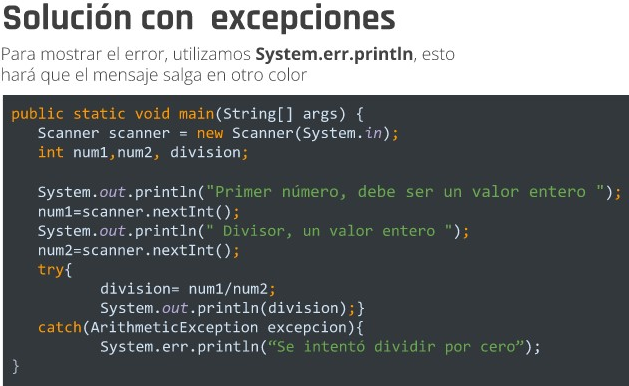 Solución con excepciones
Para mostrar el error, utilizamos System.err.println, esto
hará que el mensaje salga en otro color
public static void main(String[] args) {
Scanner scanner = new Scanner(System.in);
int num1,num2, division;
System.out.println("Primer número, debe ser un valor entero ");
num1=scanner.nextInt();
System.out.println(" Divisor, un valor entero ");
num2=scanner.nextInt();
try{
division= num1/num2;
System.out.println(division);}
catch(ArithmeticException excepcion){
System.err.println(“Se intentó dividir por cero”);
}